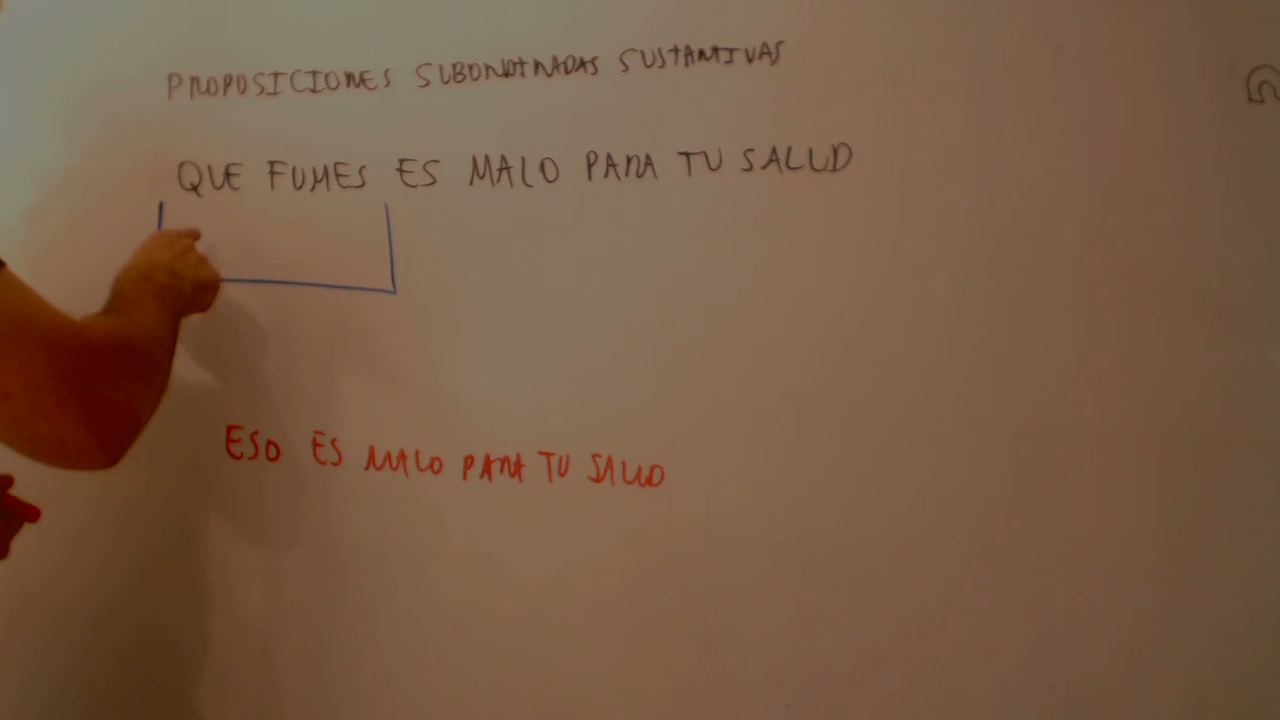 PROPOSICIONES SUBORDINADAS SUSTANTIVAS
QUE FUMES ES MALO PARA TU SALUD
ESO ES MALO PARA TU SALUD